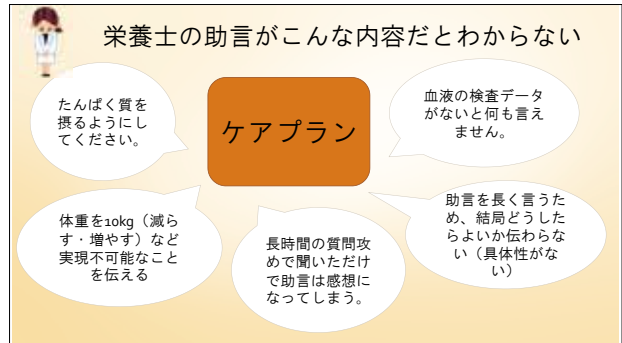 栄養士の助言がこんな内容だとわからない
たんぱく質を
摂るようにし
てください。
ケアプラン
血液の検査データ
がないと何も言え
ません。
体重を10kg（減ら
す・増やす）など
実現不可能なこと
を伝える
長時間の質問攻
めで聞いただけ
で助言は感想に
なってしまう。
助言を長く言うた
め、結局どうした
らよいか伝わらな
い（具体性がな
い）